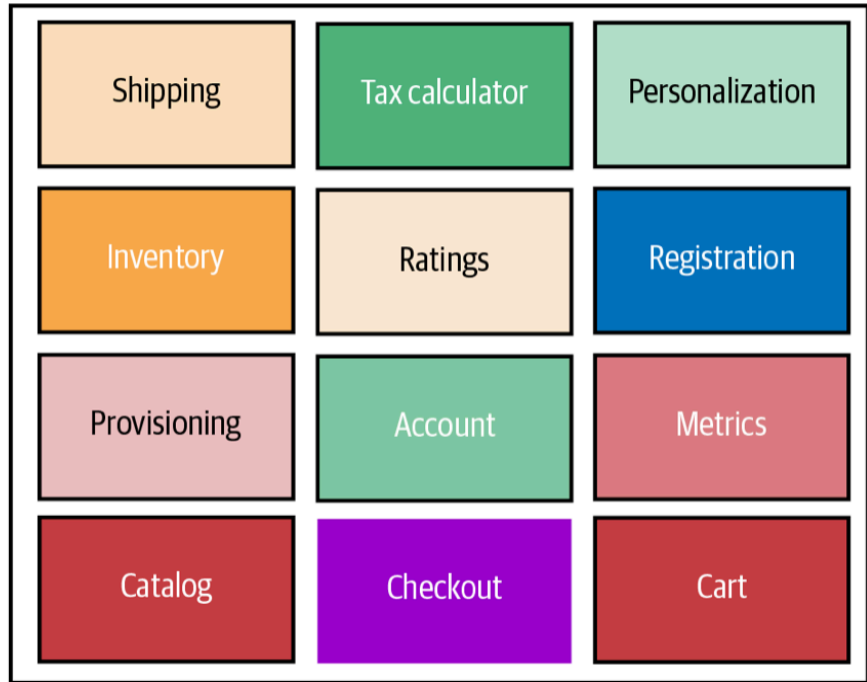 Shipping
Tax calculator
Personalization
Inventory
Ratings
Registration
Provisioning
Account
Metrics
Catalog
Checkout
Cart